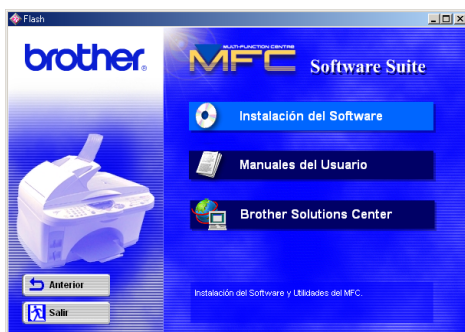 Flash
brother.
MULTI-FUNCTION CENTRE
MFC Software Suite
Instalación del Software
Manuales del Usuario
Brother Solutions Center
Anterior
Salir
Instalación del Software y Utilidades del MFC.